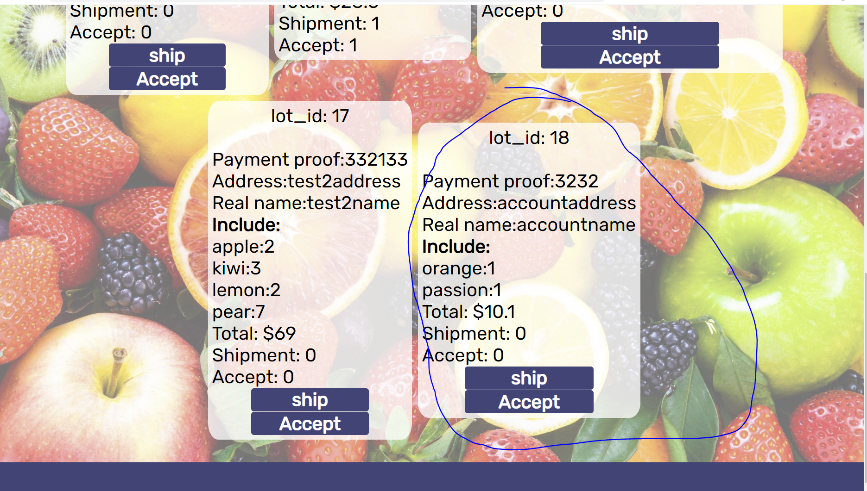 Shipment: 0
Accept: 0
ship
Accept
Shipment: 1
Accept: 1
Accept: 0
ship
Accept
lot_id: 17
Payment proof:332133
Address:test2address
Real name:test2name
Include:
apple:2
kiwi:3
lemon:2
pear:7
Total: $69
Shipment: 0
Accept: 0
ship
Accept
lot_id: 18
Payment proof:3232
Address:accountaddress
Real name:accountname
Include:
orange:1
passion:1
Total: $10.1
Shipment: 0
Accept: 0
ship
Accept